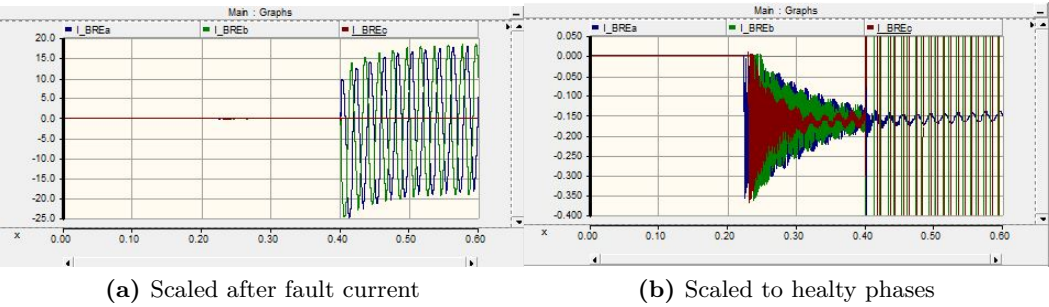 Main : Graphs
I_BREa I_BREb I_BREc
20.0
15.0
10.0
5.0
0.0
-5.0
-10.0
-15.0
-20.0
-25.0
x 0.00 0.10 0.20 0.30 0.40 0.50 0.60
(a) Scaled after fault current
Main : Graphs
I_BREa I_BREb I_BREc
0.050
0.000
-0.050
-0.100
-0.150
-0.200
-0.250
-0.300
-0.350
-0.400
x 0.00 0.10 0.20 0.30 0.40 0.50 0.60
(b) Scaled to healty phases